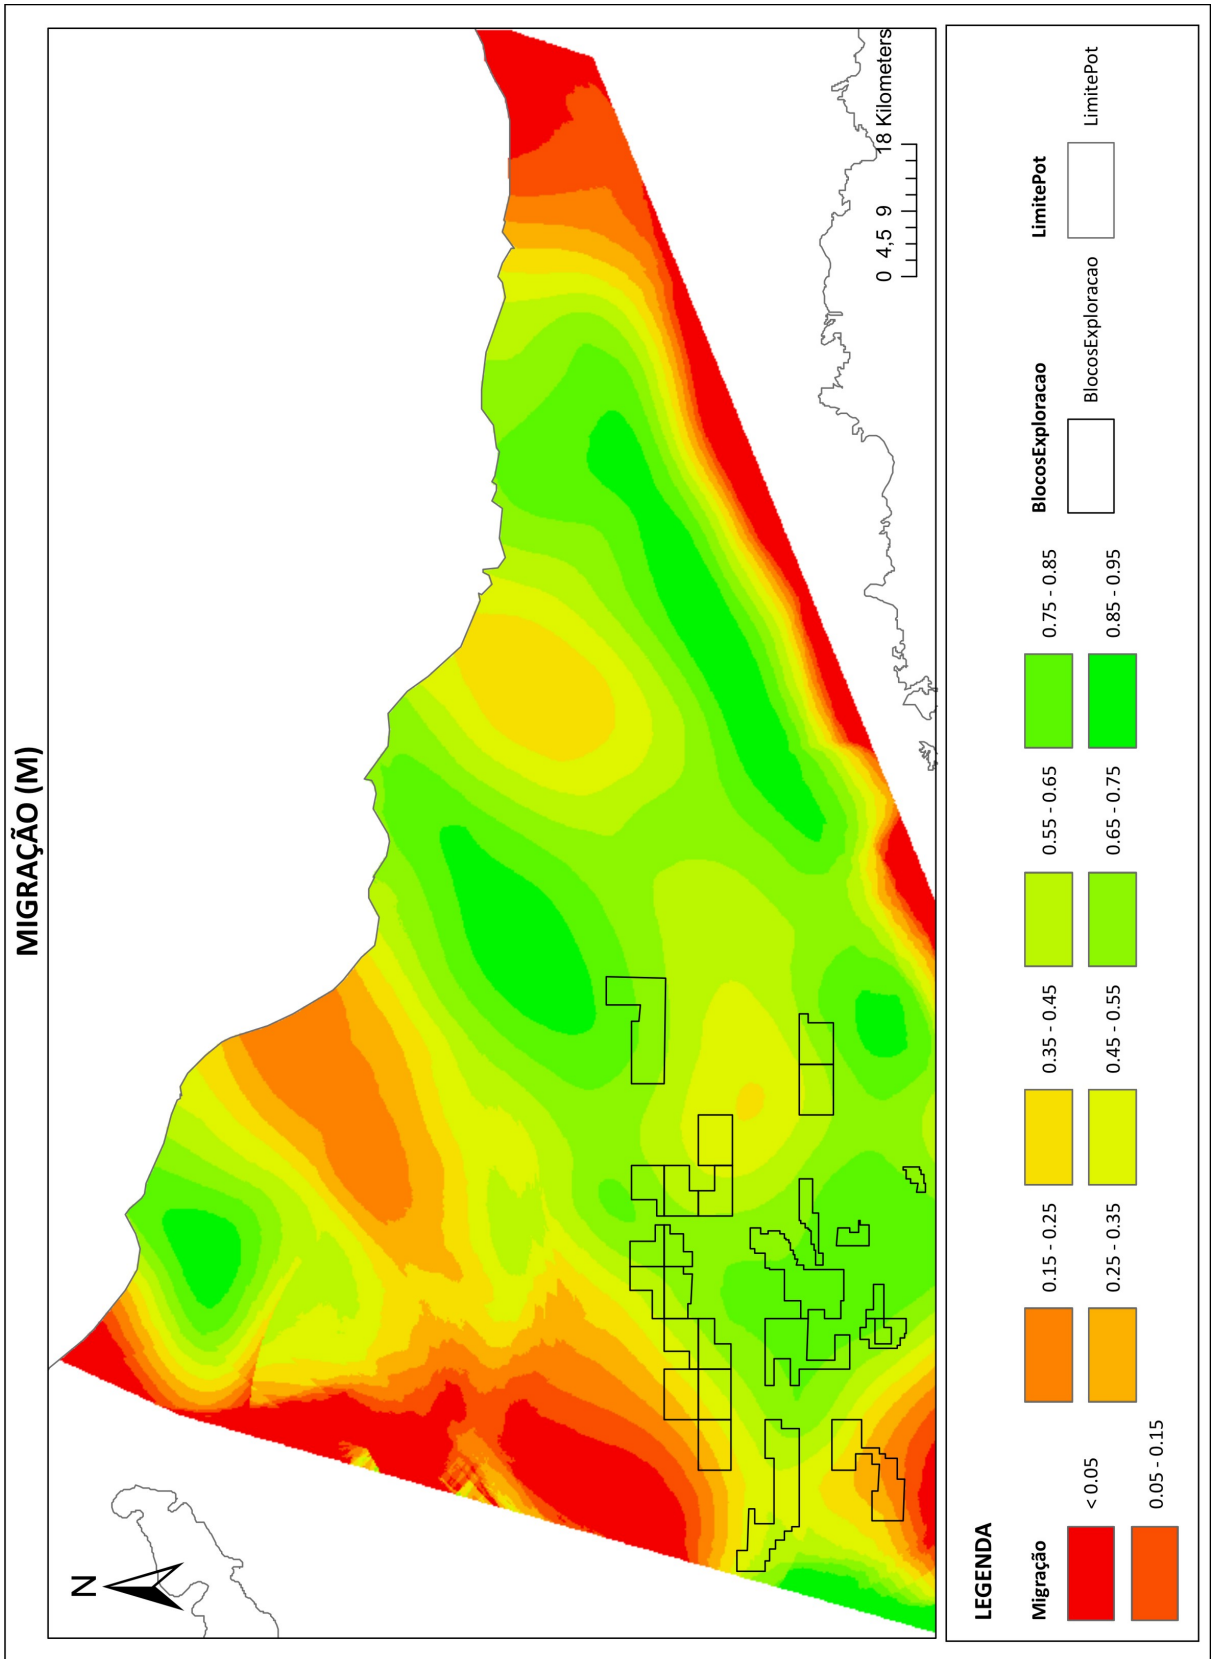 MIGRAÇÃO (M)
N
0 4,5 9 18 Kilometers
LEGENDA
Migração
< 0.05
0.05 - 0.15
0.15 - 0.25
0.25 - 0.35
0.35 - 0.45
0.45 - 0.55
0.55 - 0.65
0.65 - 0.75
0.75 - 0.85
0.85 - 0.95
BlocosExploracao
BlocosExploracao
LimitePot
LimitePot